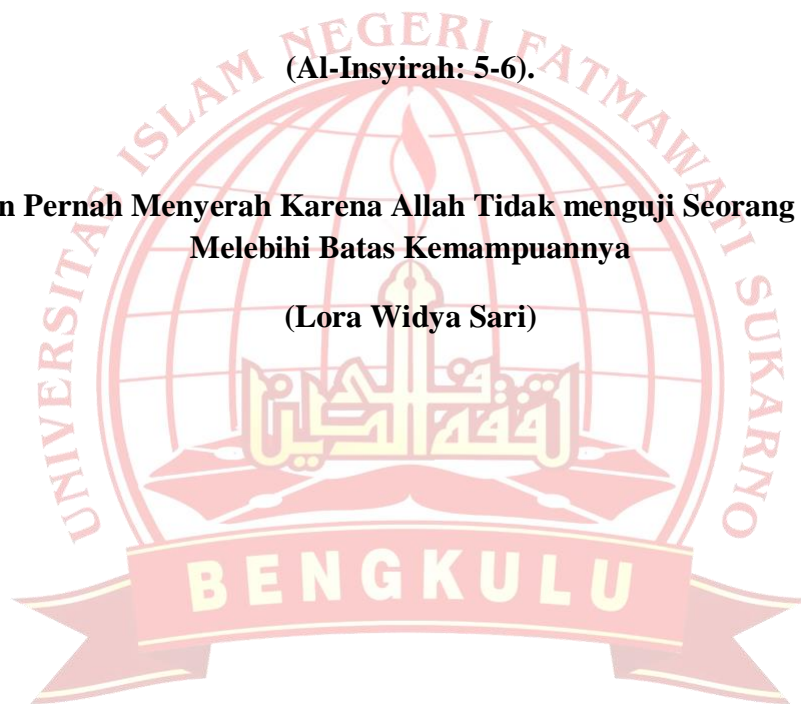 (Al-Insyirah: 5-6).
n Pernah Menyerah Karena Allah Tidak menguji Seorang
Melebihi Batas Kemampuannya
(Lora Widya Sari)
UNIVERSITAS ISLAM NEGERI FATMAWATI SUKARNO
BENGKULU